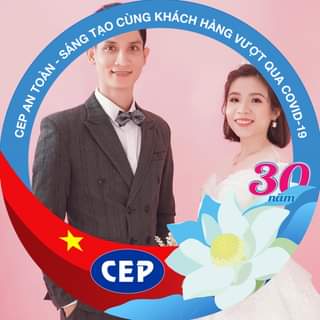 CEP AN TOÀN - SÁNG TẠO CÙNG KHÁCH HÀNG VƯỢT QUA COVID-19
30
năm
CEP